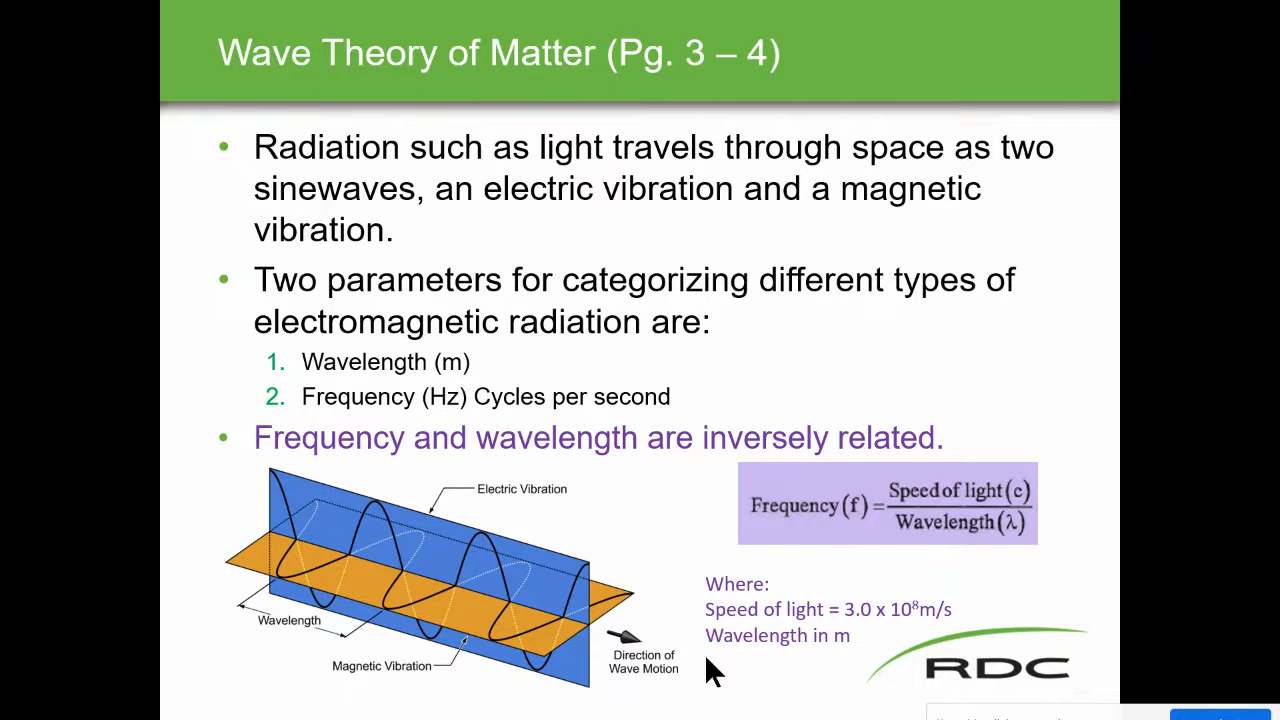 Wave Theory of Matter (Pg. 3 – 4)
• Radiation such as light travels through space as two
sinewaves, an electric vibration and a magnetic
vibration.
• Two parameters for categorizing different types of
electromagnetic radiation are:
1. Wavelength (m)
2. Frequency (Hz) Cycles per second
• Frequency and wavelength are inversely related.
Electric Vibration
Wavelength
Magnetic Vibration
Direction of
Wave Motion
Frequency (f) = Speed of light (c) / Wavelength (λ)
Where:
Speed of light = 3.0 x 10⁸m/s
Wavelength in m
RDC